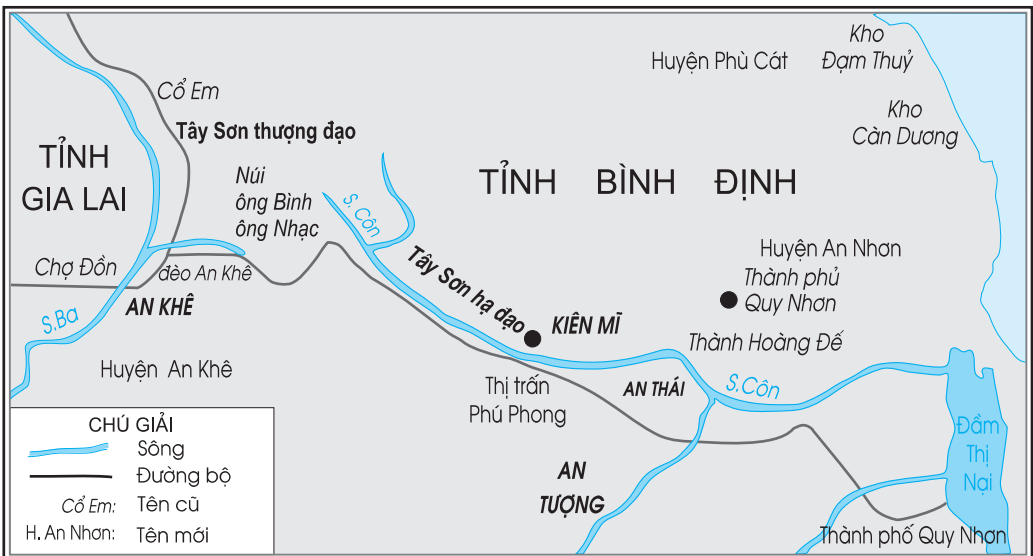 Kho
Đạm Thuỷ
Huyện Phù Cát
Cổ Em
Kho
Càn Dương
Tây Sơn thượng đạo
TỈNH
GIA LAI
Núi
ông Bình
ông Nhạc
S. Côn
TỈNH BÌNH ĐỊNH
Chợ Đồn
đèo An Khê
Tây Sơn hạ đạo
Huyện An Nhơn
Thành phủ
Quy Nhơn
AN KHÊ
S.Ba
KIÊN MĨ
Thành Hoàng Đế
Huyện An Khê
Thị trấn
Phú Phong
AN THÁI
S.Côn
Đầm
Thị
Nại
AN
TƯỢNG
Thành phố Quy Nhơn
CHÚ GIẢI
Sông
Đường bộ
Cổ Em: Tên cũ
H. An Nhơn: Tên mới